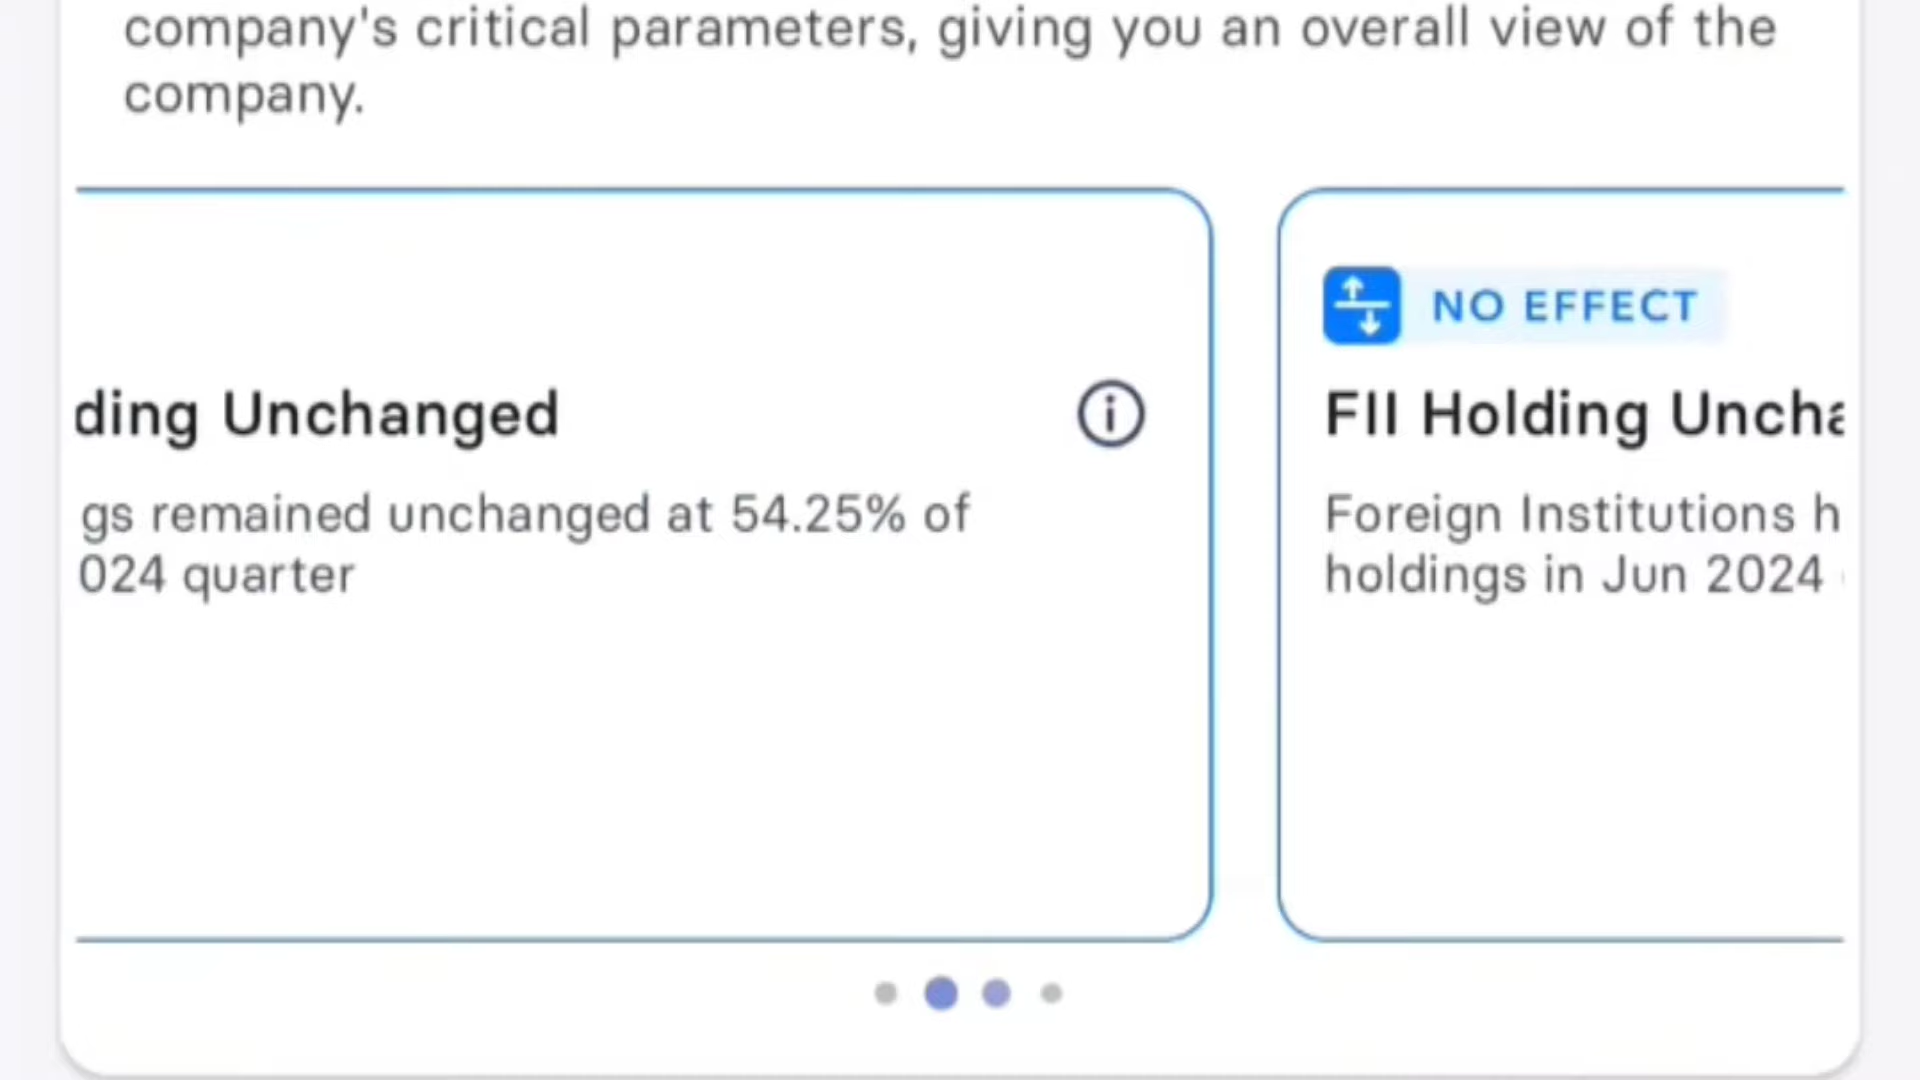 company's critical parameters, giving you an overall view of the
company.
ding Unchanged
gs remained unchanged at 54.25% of
024 quarter
NO EFFECT
FII Holding Uncha
Foreign Institutions h
holdings in Jun 2024